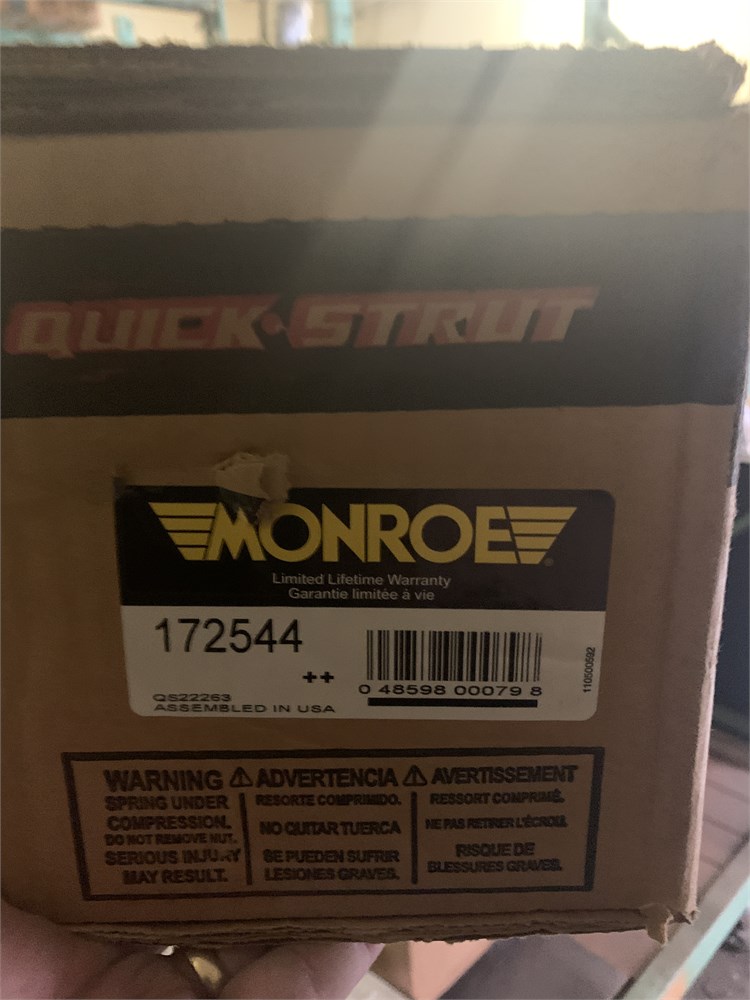 QUICK·STRUT
MONROE
Limited Lifetime Warranty
Garantie limitée à vie
172544
++
0 48598 00079 8
QS22263
ASSEMBLED IN USA
110500592
WARNING ⚠ ADVERTENCIA ⚠ AVERTISSEMENT
SPRING UNDER
COMPRESSION.
DO NOT REMOVE NUT.
SERIOUS INJURY
MAY RESULT.
RESORTE COMPRIMIDO.
NO QUITAR TUERCA
SE PUEDEN SUFRIR
LESIONES GRAVES.
RESSORT COMPRIMÉ.
NE PAS RETIRER L'ÉCROU.
RISQUE DE
BLESSURES GRAVES.